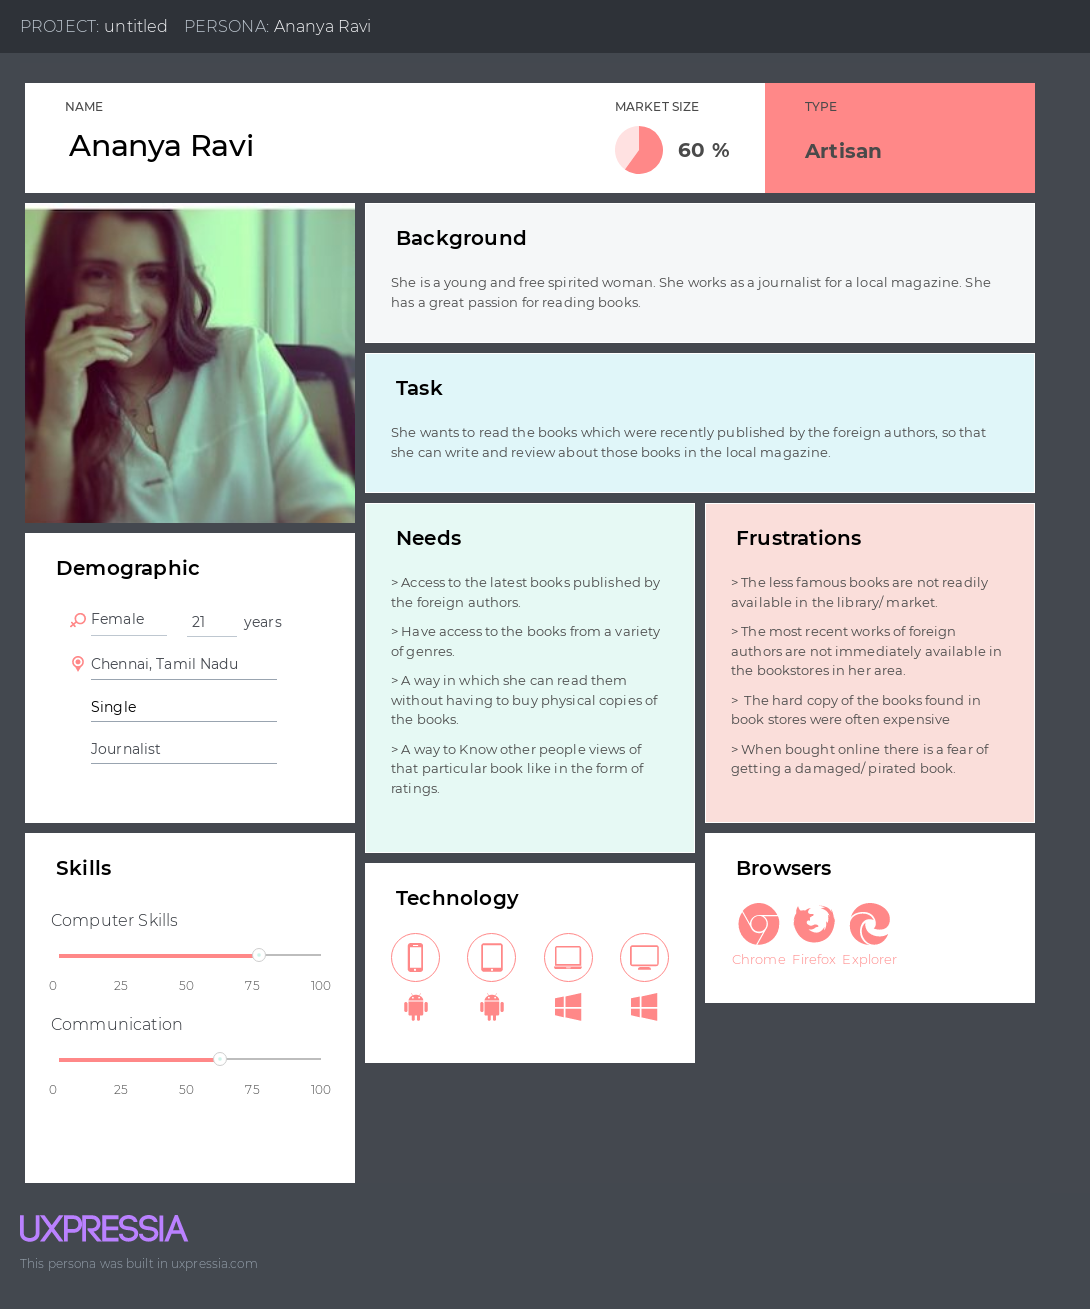 PROJECT: untitled PERSONA: Ananya Ravi
NAME
Ananya Ravi
MARKET SIZE
60 %
TYPE
Artisan
Background
She is a young and free spirited woman. She works as a journalist for a local magazine. She
has a great passion for reading books.
Task
She wants to read the books which were recently published by the foreign authors, so that
she can write and review about those books in the local magazine.
Demographic
Female 21 years
Chennai, Tamil Nadu
Single
Journalist
Needs
> Access to the latest books published by
the foreign authors.
> Have access to the books from a variety
of genres.
> A way in which she can read them
without having to buy physical copies of
the books.
> A way to Know other people views of
that particular book like in the form of
ratings.
Frustrations
> The less famous books are not readily
available in the library/ market.
> The most recent works of foreign
authors are not immediately available in
the bookstores in her area.
> The hard copy of the books found in
book stores were often expensive
> When bought online there is a fear of
getting a damaged/ pirated book.
Skills
Computer Skills
0 25 50 75 100
Communication
0 25 50 75 100
Technology
Browsers
Chrome Firefox Explorer
UXPRESSIA
This persona was built in uxpressia.com